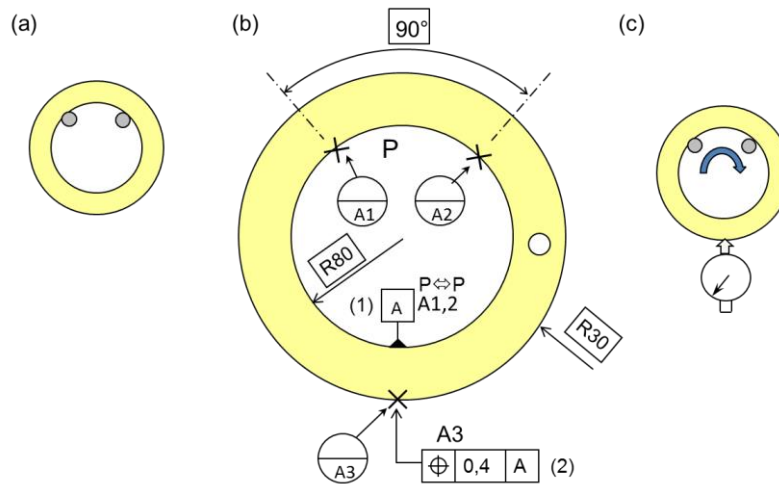 (a)
(b)
90°
(c)
P
A1
A2
R80
P⇔P
(1)
A
A1,2
R30
A3
A3
⌖ 0,4 A
(2)